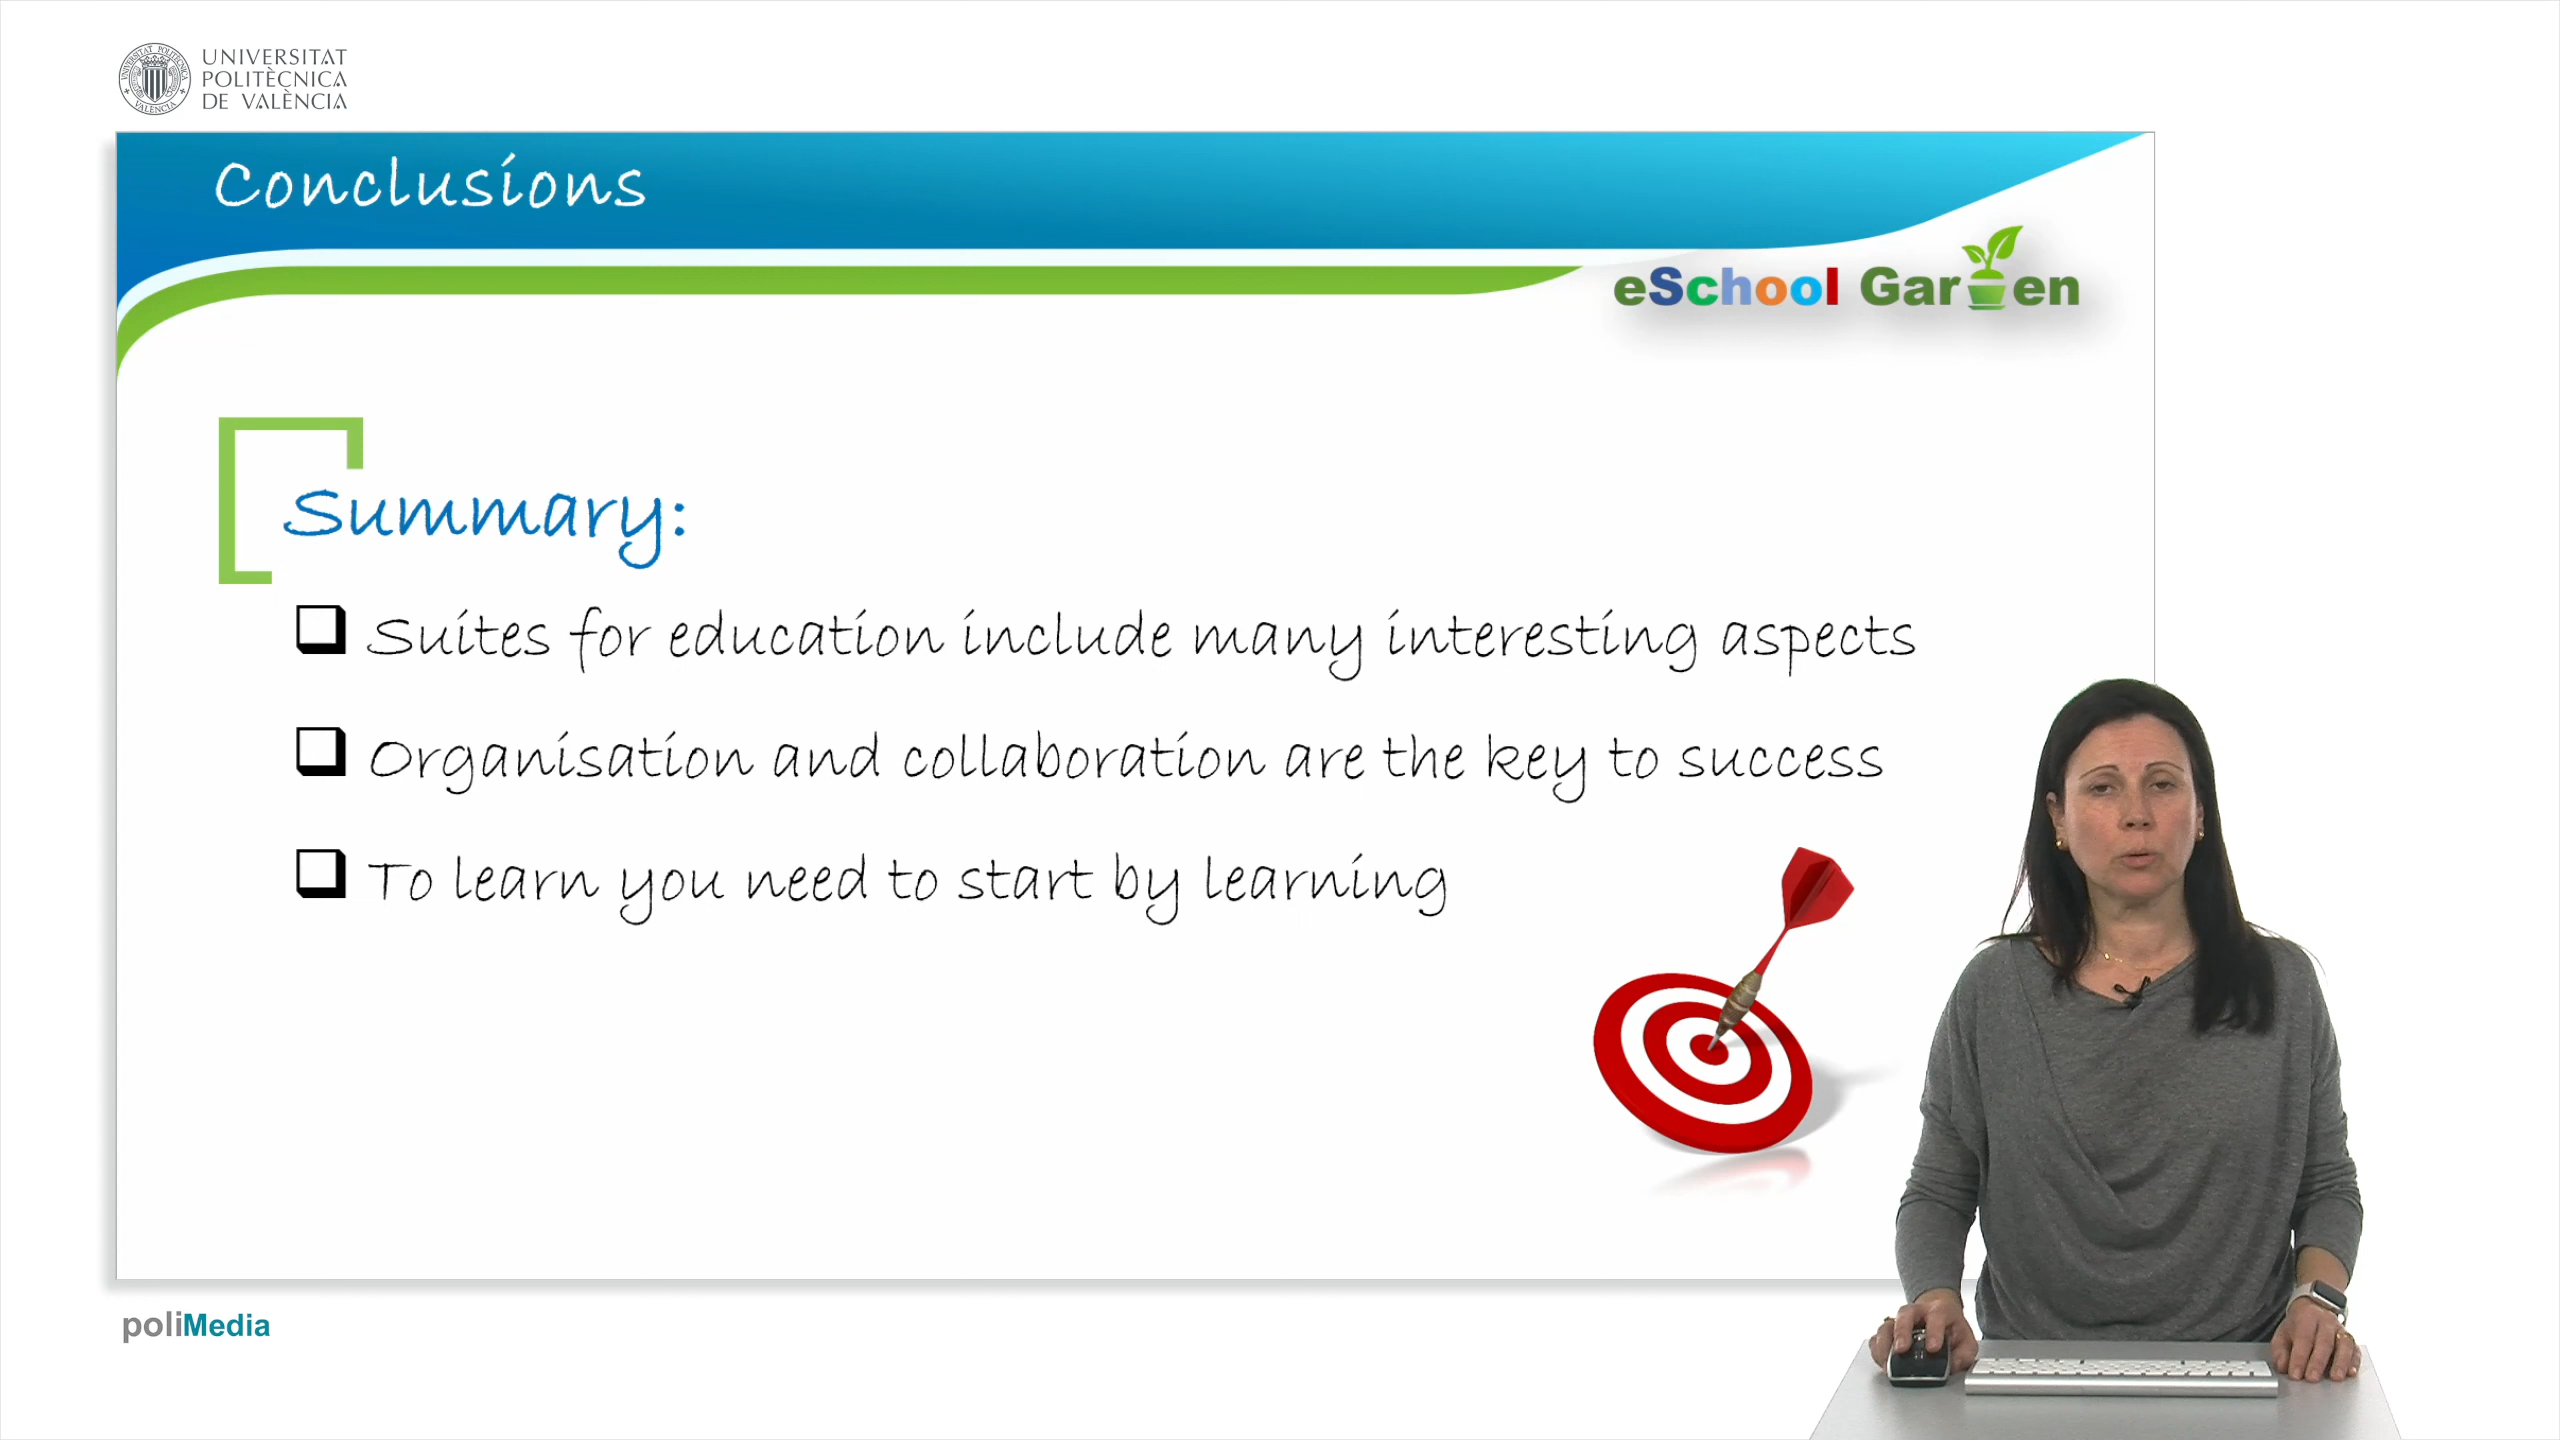 UNIVERSITAT
POLITÈCNICA
DE VALÈNCIA
Conclusions
eSchool Garden
Summary:
Suites for education include many interesting aspects
Organisation and collaboration are the key to success
To learn you need to start by learning
poliMedia